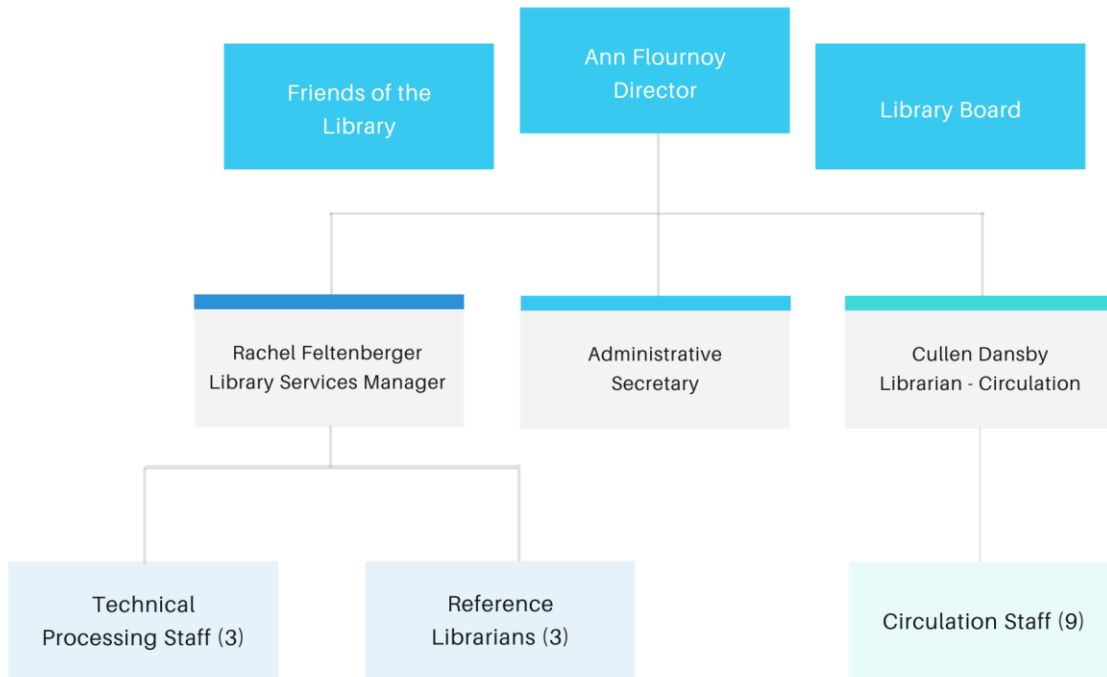 Ann Flournoy
Director
Friends of the
Library
Library Board
Rachel Feltenberger
Library Services Manager
Administrative
Secretary
Cullen Dansby
Librarian - Circulation
Technical
Processing Staff (3)
Reference
Librarians (3)
Circulation Staff (9)